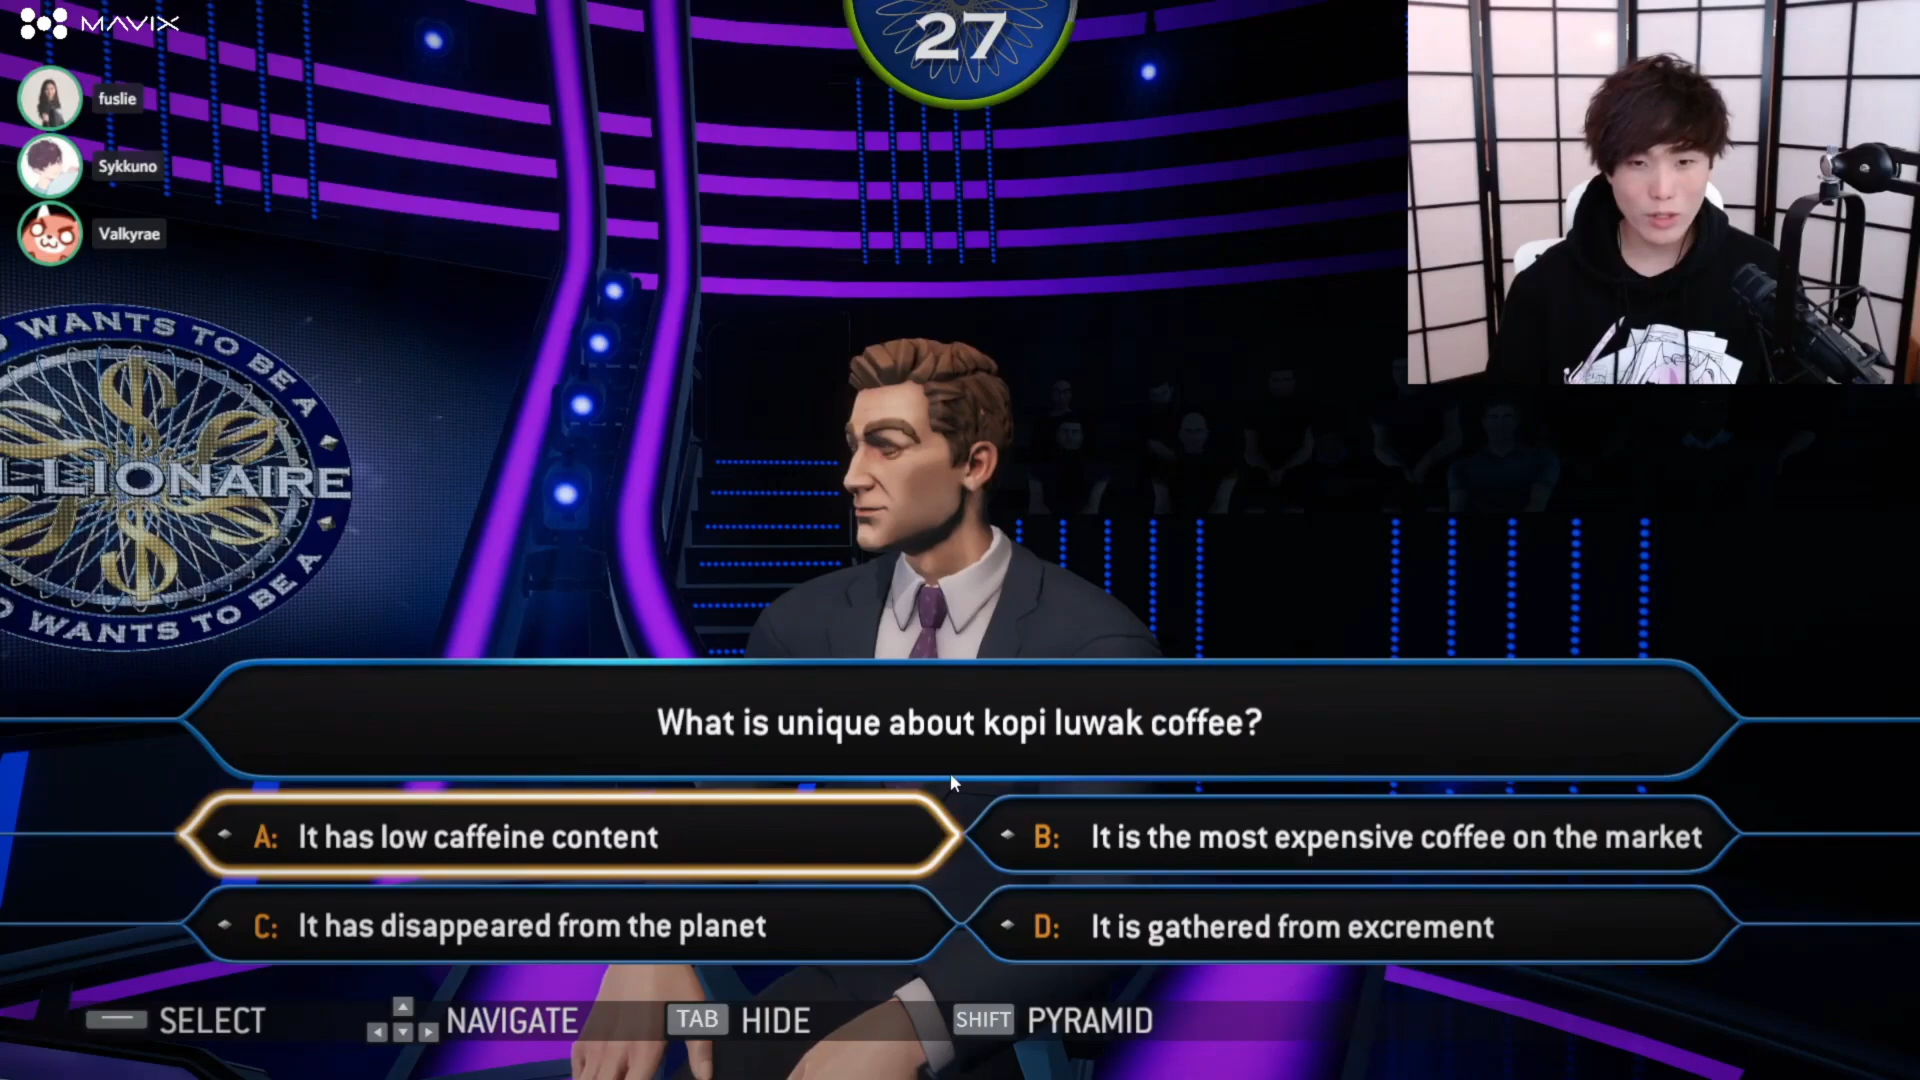 MAVIX
27
fuslie
Sykkuno
Valkyrae
WANTS TO BE A
LLIONAIRE
WANTS TO BE A
What is unique about kopi luwak coffee?
A: It has low caffeine content
B: It is the most expensive coffee on the market
C: It has disappeared from the planet
D: It is gathered from excrement
SELECT
NAVIGATE
TAB HIDE
SHIFT PYRAMID